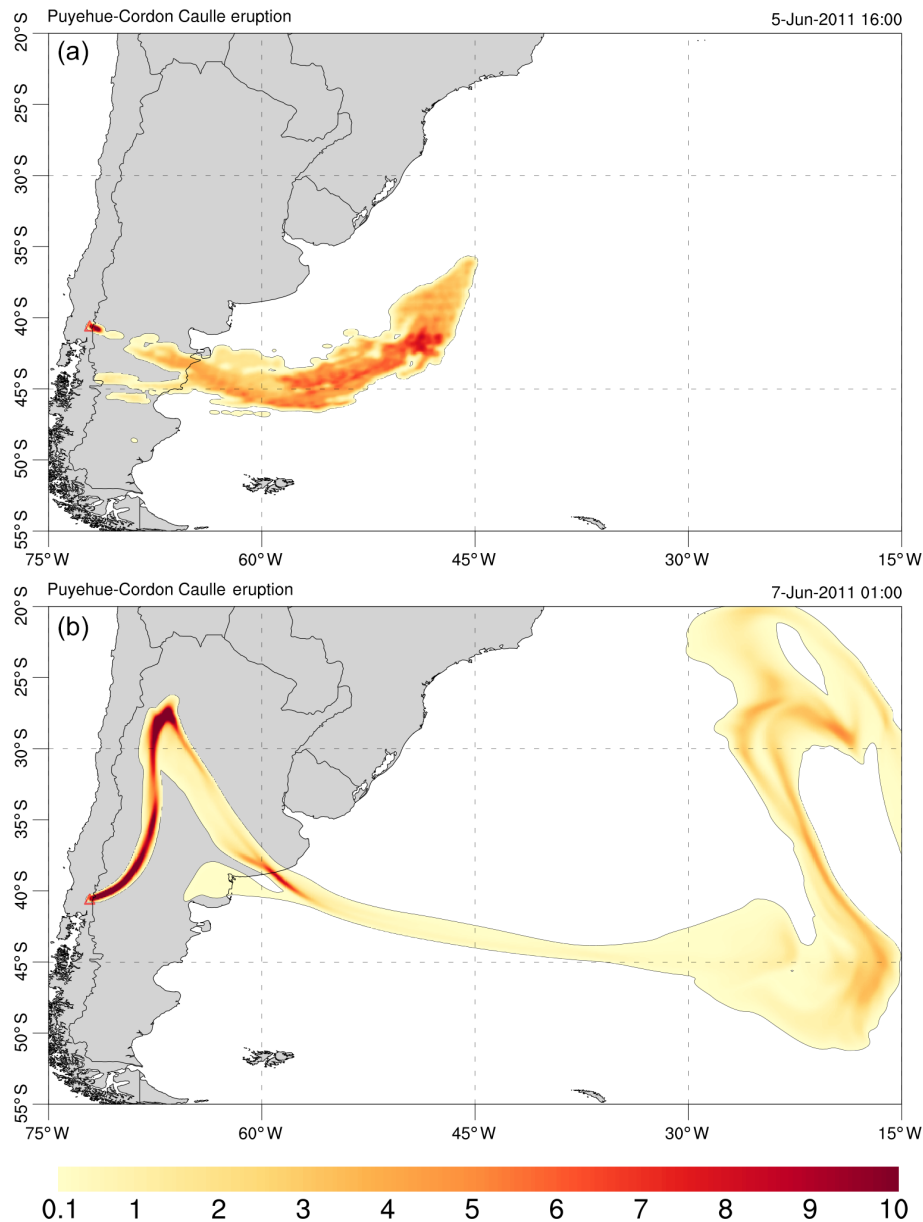 Puyehue-Cordon Caulle eruption 5-Jun-2011 16:00
(a)
20°S
25°S
30°S
35°S
40°S
45°S
50°S
55°S
75°W 60°W 45°W 30°W 15°W
Puyehue-Cordon Caulle eruption 7-Jun-2011 01:00
(b)
20°S
25°S
30°S
35°S
40°S
45°S
50°S
55°S
75°W 60°W 45°W 30°W 15°W
0.1 1 2 3 4 5 6 7 8 9 10